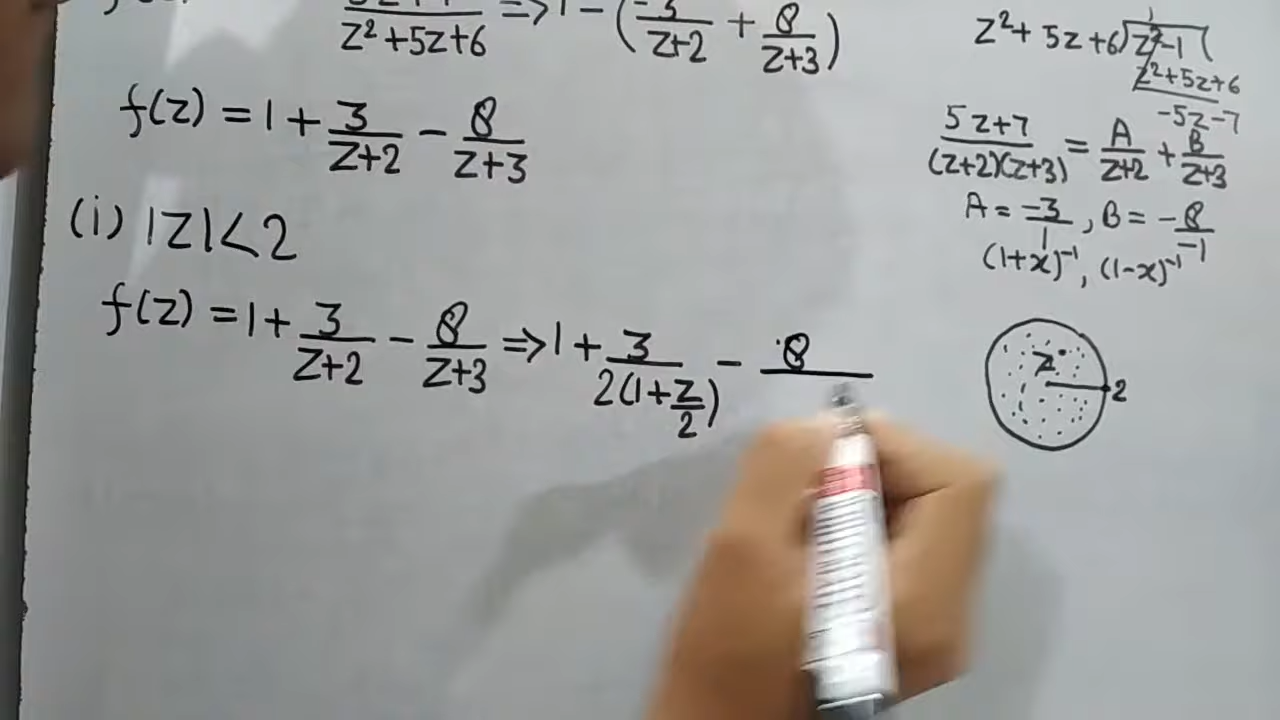 z²+5z+6 ⇒ 1 - (-3/z+2 + 8/z+3)
f(z) = 1 + 3/z+2 - 8/z+3
(i) |z|<2
f(z) = 1 + 3/z+2 - 8/z+3 ⇒ 1 + 3/2(1+z/2) - 8
1
z²+5z+6)z²-1(
z²+5z+6
-5z-7
5z+7/(z+2)(z+3) = A/z+2 + B/z+3
A = -3/1, B = -8/-1
(1+x)⁻¹, (1-x)⁻¹
z
2